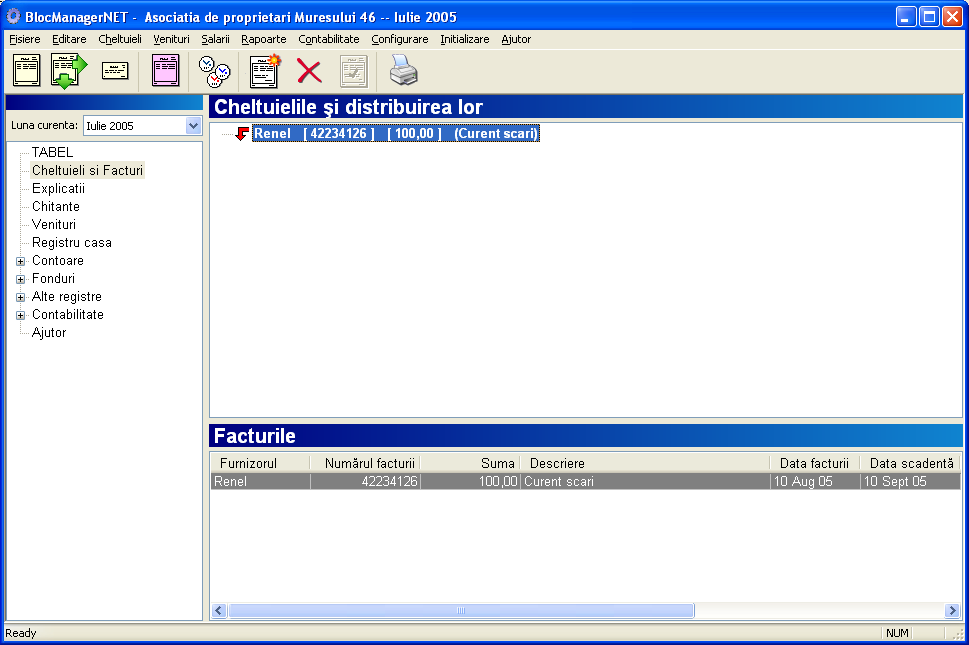 BlocManagerNET - Asociatia de proprietari Muresului 46 -- Iulie 2005
Fisiere Editare Cheltuieli Venituri Salarii Rapoarte Contabilitate Configurare Initializare Ajutor
Luna curenta: Iulie 2005
TABEL
Cheltuieli si Facturi
Explicatii
Chitante
Venituri
Registru casa
Contoare
Fonduri
Alte registre
Contabilitate
Ajutor
Cheltuielile şi distribuirea lor
Renel [ 42234126 ] [ 100,00 ] (Curent scari)
Facturile
Furnizorul Numărul facturii Suma Descriere Data facturii Data scadentă
Renel 42234126 100,00 Curent scari 10 Aug 05 10 Sept 05
Ready NUM